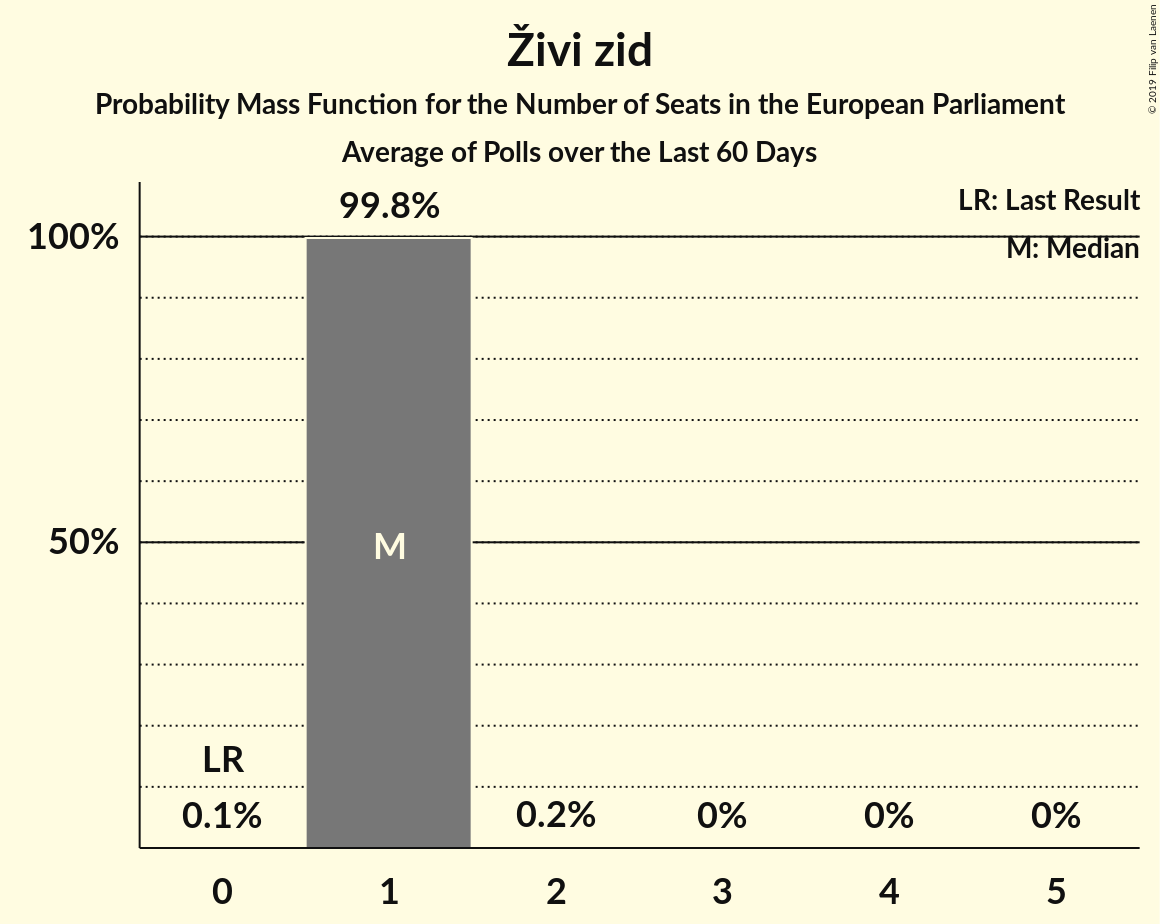 Živi zid
Probability Mass Function for the Number of Seats in the European Parliament
Average of Polls over the Last 60 Days
© 2019 Filip van Laenen
LR: Last Result
M: Median
99.8%
100%
50%
M
LR
0.1%
0.2%
0%
0%
0%
0 1 2 3 4 5